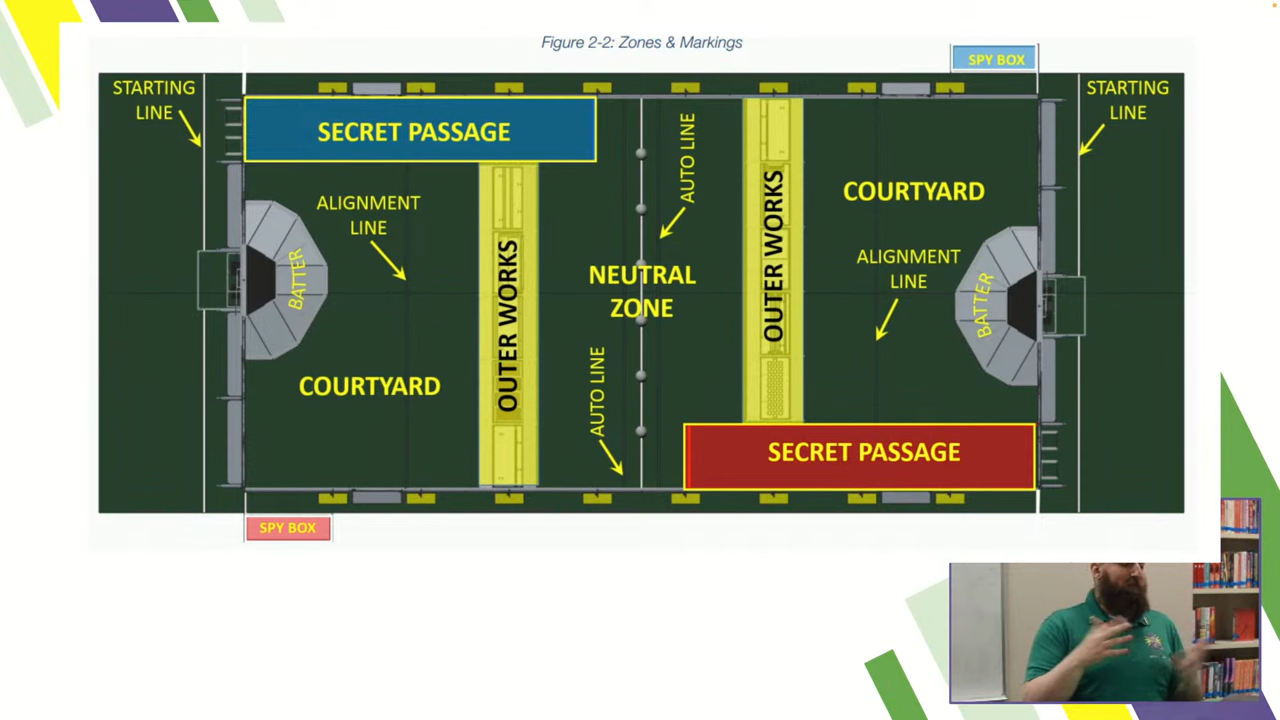 Figure 2-2: Zones & Markings
SPY BOX
STARTING
LINE
STARTING
LINE
SECRET PASSAGE
AUTO LINE
COURTYARD
ALIGNMENT
LINE
OUTER WORKS
OUTER WORKS
ALIGNMENT
LINE
BATTER
NEUTRAL
ZONE
BATTER
COURTYARD
AUTO LINE
SECRET PASSAGE
SPY BOX